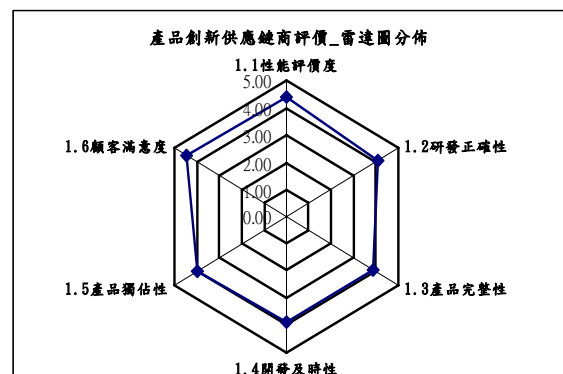 產品創新供應鏈商評價_雷達圖分佈
1.1性能評價度
5.00
4.00
3.00
2.00
1.00
0.00
1.2研發正確性
1.3產品完整性
1.4開發及時性
1.5產品獨佔性
1.6顧客滿意度